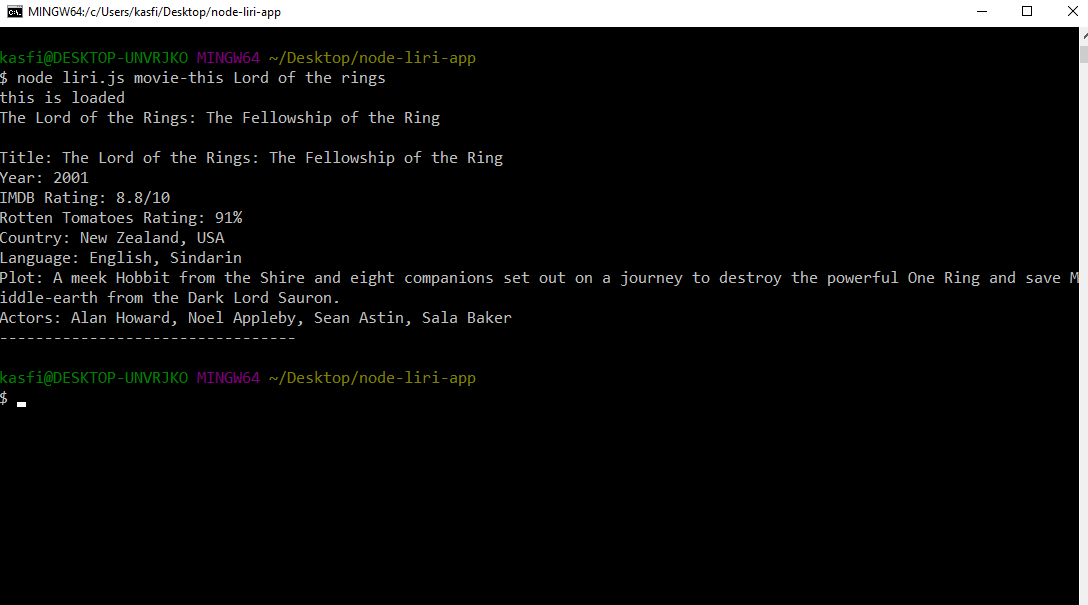 MINGW64:/c/Users/kasfi/Desktop/node-liri-app
kasfi@DESKTOP-UNVRJKO MINGW64 ~/Desktop/node-liri-app
$ node liri.js movie-this Lord of the rings
this is loaded
The Lord of the Rings: The Fellowship of the Ring
Title: The Lord of the Rings: The Fellowship of the Ring
Year: 2001
IMDB Rating: 8.8/10
Rotten Tomatoes Rating: 91%
Country: New Zealand, USA
Language: English, Sindarin
Plot: A meek Hobbit from the Shire and eight companions set out on a journey to destroy the powerful One Ring and save M
iddle-earth from the Dark Lord Sauron.
Actors: Alan Howard, Noel Appleby, Sean Astin, Sala Baker
---------------------------------
kasfi@DESKTOP-UNVRJKO MINGW64 ~/Desktop/node-liri-app
$